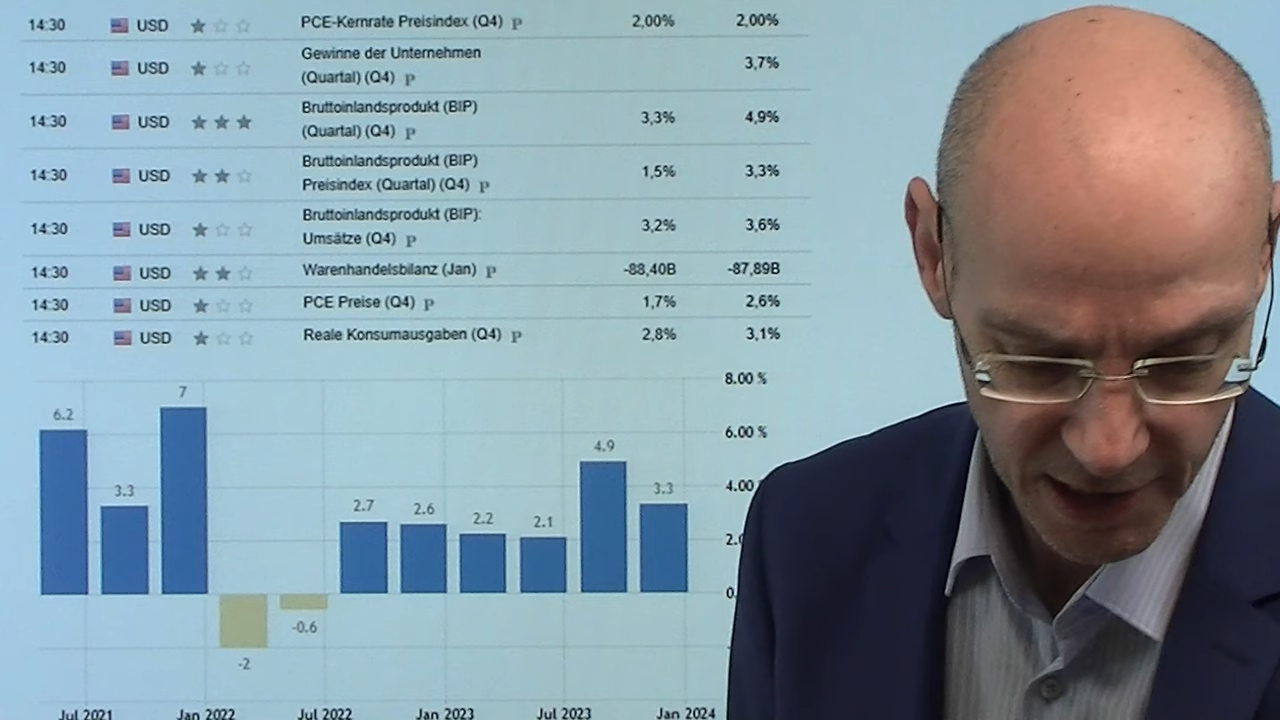 14:30 USD PCE-Kernrate Preisindex (Q4) P 2,00% 2,00%
14:30 USD Gewinne der Unternehmen
(Quartal) (Q4) P 3,7%
14:30 USD Bruttoinlandsprodukt (BIP)
(Quartal) (Q4) P 3,3% 4,9%
14:30 USD Bruttoinlandsprodukt (BIP)
Preisindex (Quartal) (Q4) P 1,5% 3,3%
14:30 USD Bruttoinlandsprodukt (BIP):
Umsätze (Q4) P 3,2% 3,6%
14:30 USD Warenhandelsbilanz (Jan) P -88,40B -87,89B
14:30 USD PCE Preise (Q4) P 1,7% 2,6%
14:30 USD Reale Konsumausgaben (Q4) P 2,8% 3,1%
8.00 %
7
6.2
6.00 %
4.9
4.00
3.3
3.3
2.7
2.6
2.2
2.1
2.0
0.
-0.6
-2
Jul 2021 Jan 2022 Jul 2022 Jan 2023 Jul 2023 Jan 2024